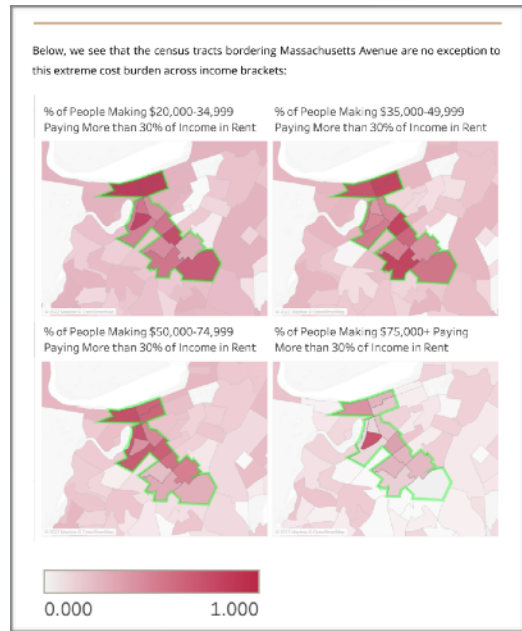 Below, we see that the census tracts bordering Massachusetts Avenue are no exception to
this extreme cost burden across income brackets:
% of People Making $20,000-34,999
Paying More than 30% of Income in Rent
% of People Making $35,000-49,999
Paying More than 30% of Income in Rent
% of People Making $50,000-74,999
Paying More than 30% of Income in Rent
% of People Making $75,000+ Paying
More than 30% of Income in Rent
0.000
1.000